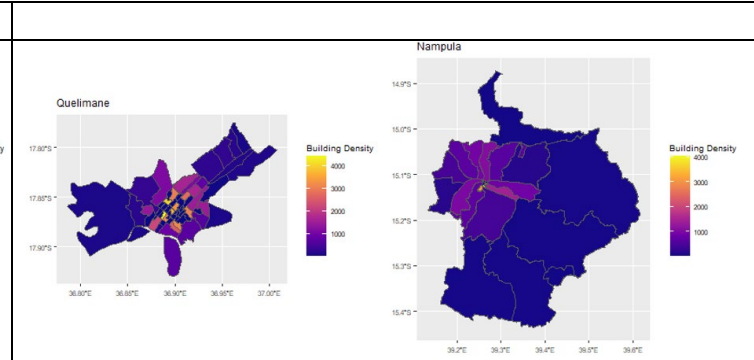 Nampula
Quelimane
y
Building Density
4000
3000
2000
1000
17.80°S
17.85°S
17.90°S
36.80°E 36.85°E 36.90°E 36.95°E 37.00°E
Building Density
4000
3000
2000
1000
14.9°S
15.0°S
15.1°S
15.2°S
15.3°S
15.4°S
39.2°E 39.3°E 39.4°E 39.5°E 39.6°E